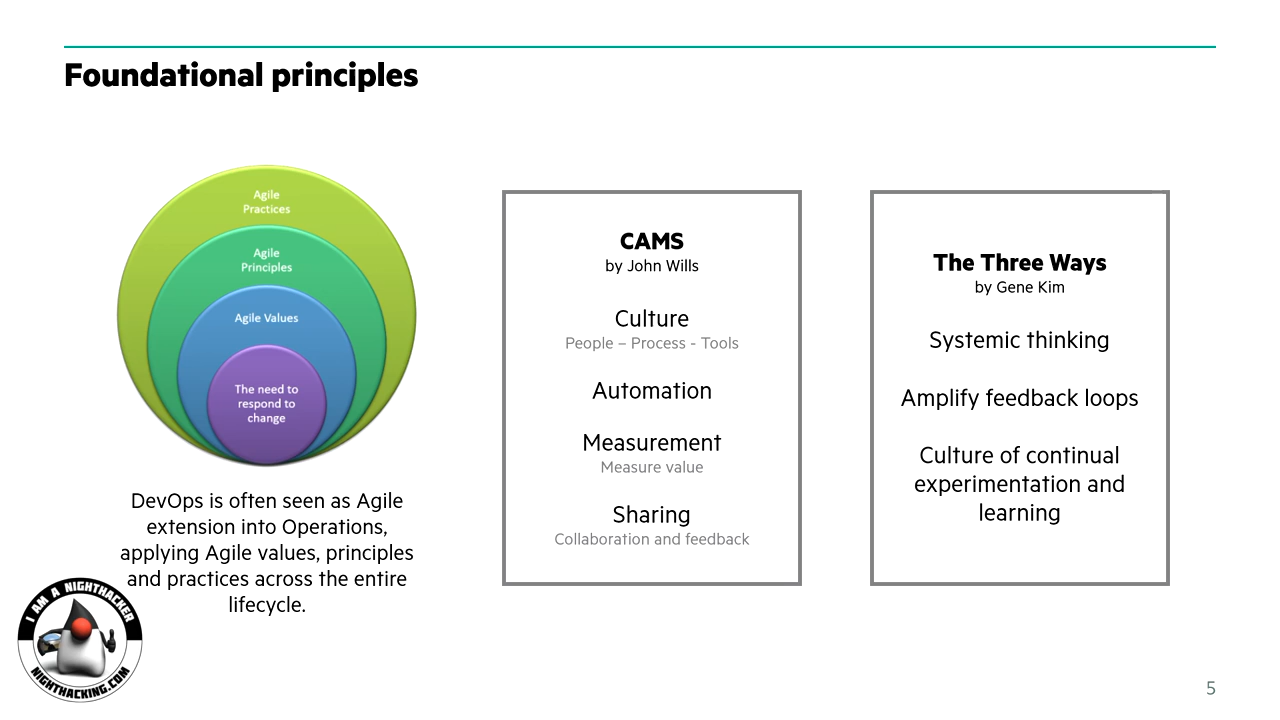 Foundational principles
Agile
Practices
Agile
Principles
Agile Values
The need to
respond to
change
DevOps is often seen as Agile
extension into Operations,
applying Agile values, principles
and practices across the entire
lifecycle.
CAMS
by John Wills
Culture
People – Process - Tools
Automation
Measurement
Measure value
Sharing
Collaboration and feedback
The Three Ways
by Gene Kim
Systemic thinking
Amplify feedback loops
Culture of continual
experimentation and
learning
I AM A NIGHTHACKER
NIGHTHACKING.COM
5